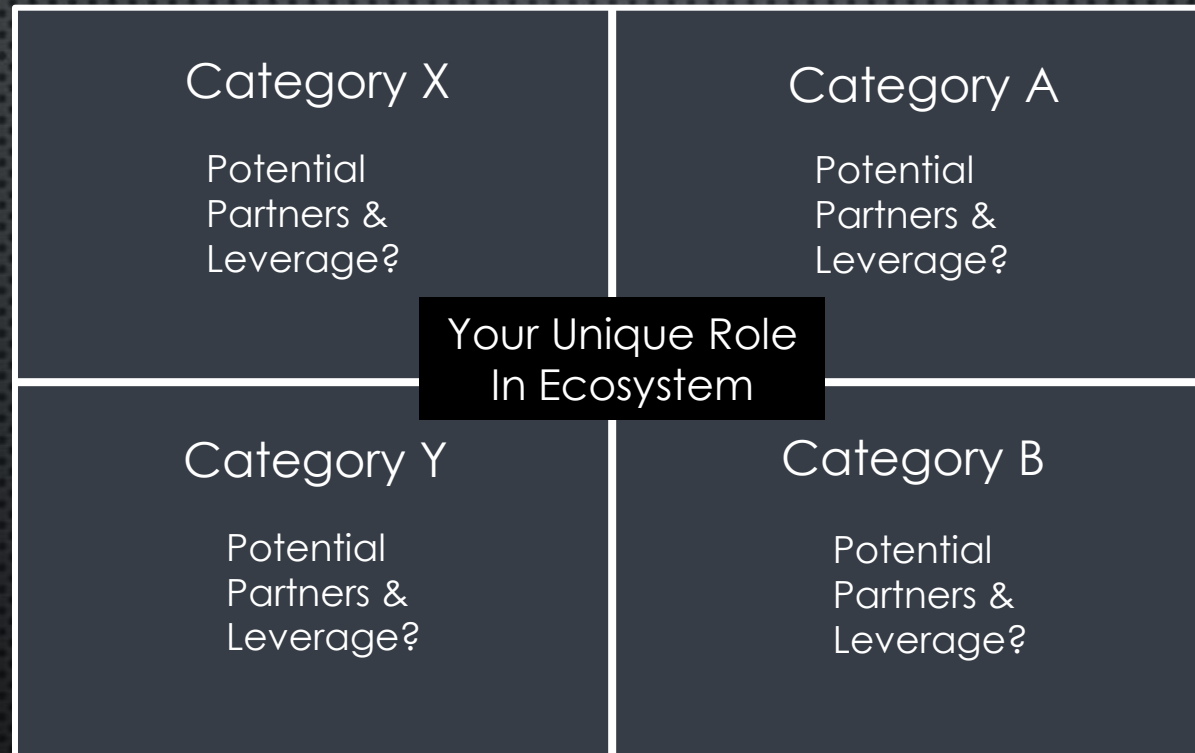 Category X
Potential
Partners &
Leverage?
Category A
Potential
Partners &
Leverage?
Your Unique Role
In Ecosystem
Category Y
Potential
Partners &
Leverage?
Category B
Potential
Partners &
Leverage?